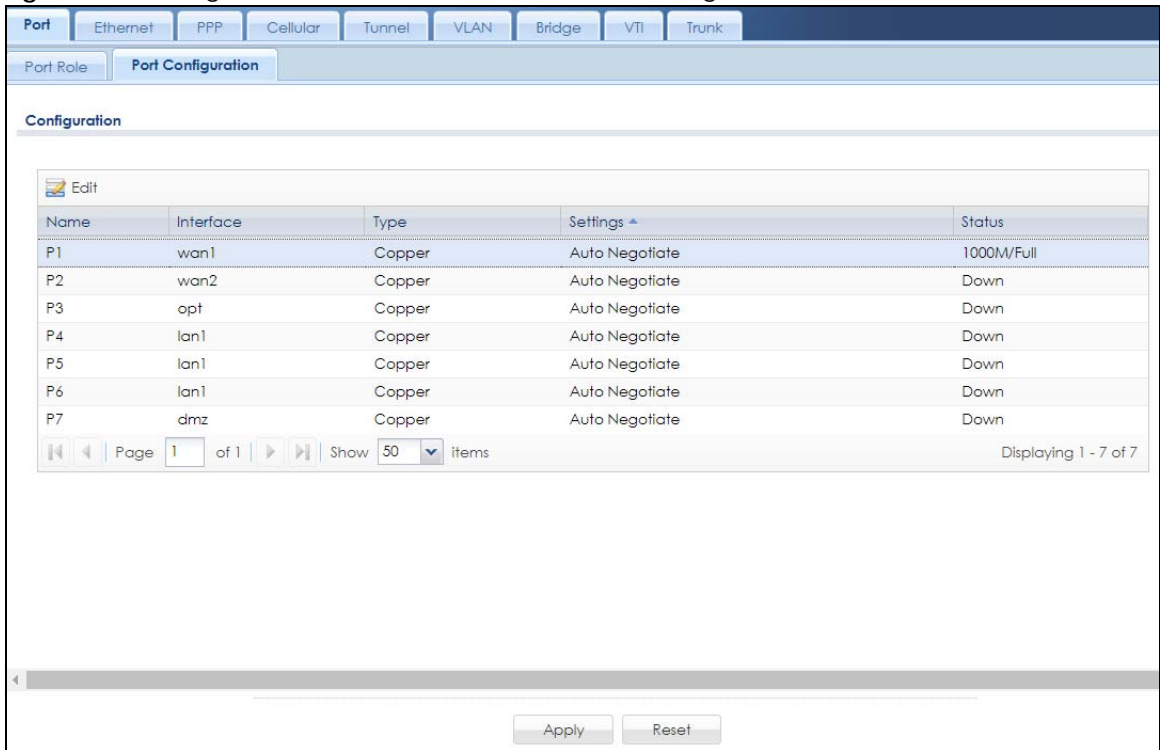 Port Ethernet PPP Cellular Tunnel VLAN Bridge VTI Trunk
Port Role Port Configuration
Configuration
Edit
Name Interface Type Settings Status
P1 wan1 Copper Auto Negotiate 1000M/Full
P2 wan2 Copper Auto Negotiate Down
P3 opt Copper Auto Negotiate Down
P4 lan1 Copper Auto Negotiate Down
P5 lan1 Copper Auto Negotiate Down
P6 lan1 Copper Auto Negotiate Down
P7 dmz Copper Auto Negotiate Down
Page 1 of 1 Show 50 items Displaying 1 - 7 of 7
Apply Reset